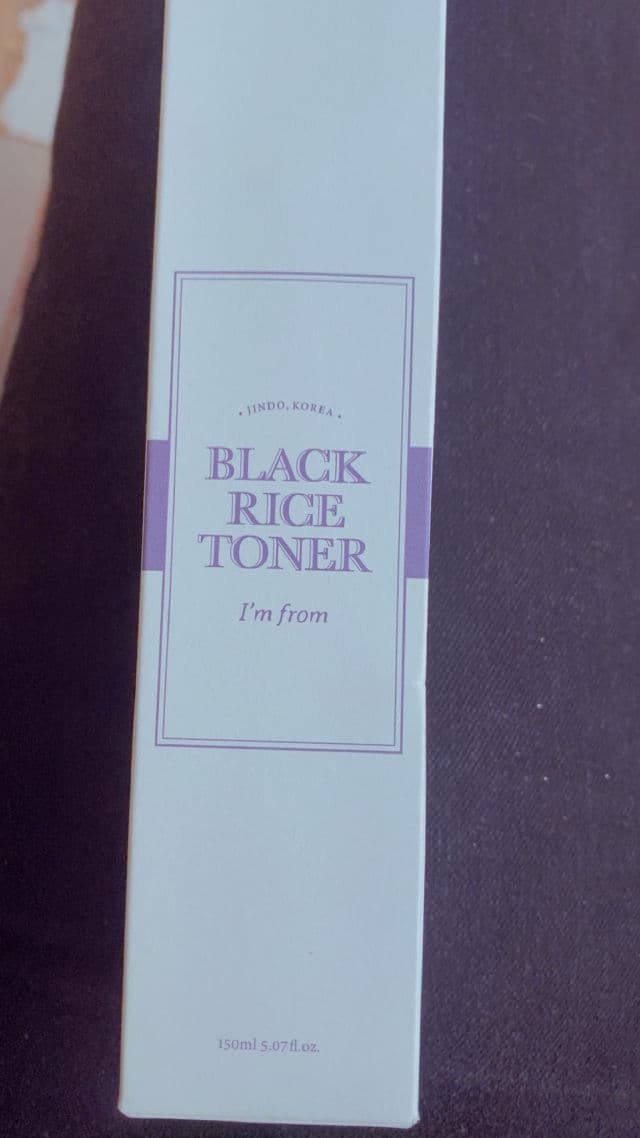 • JINDO, KOREA •
BLACK
RICE
TONER
I'm from
150ml 5.07fl.oz.